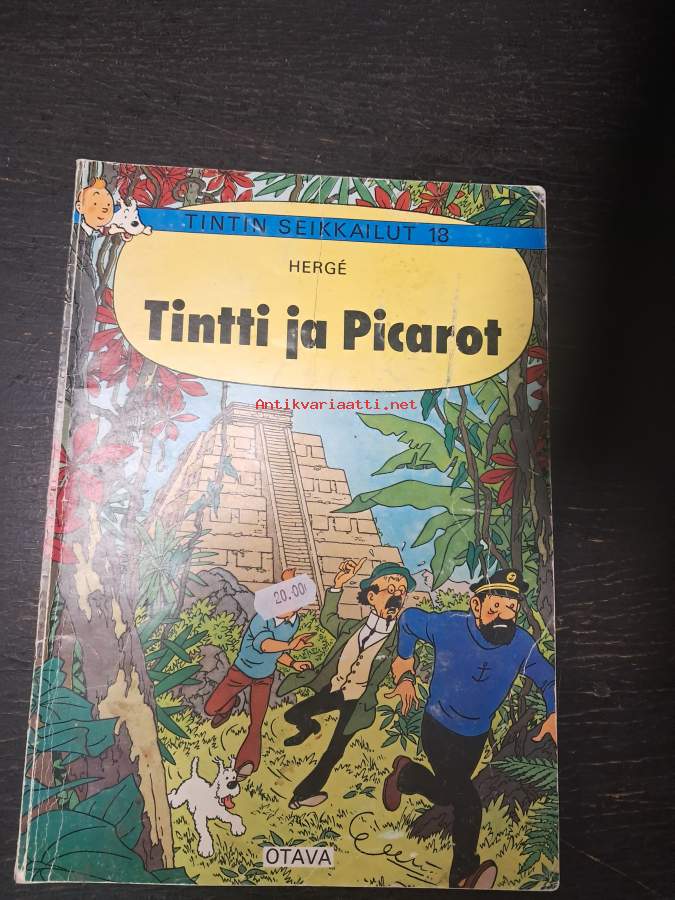 TINTIN SEIKKAILUT 18
HERGÉ
Tintti ja Picarot
Antikvariaatti.net
20.00
OTAVA